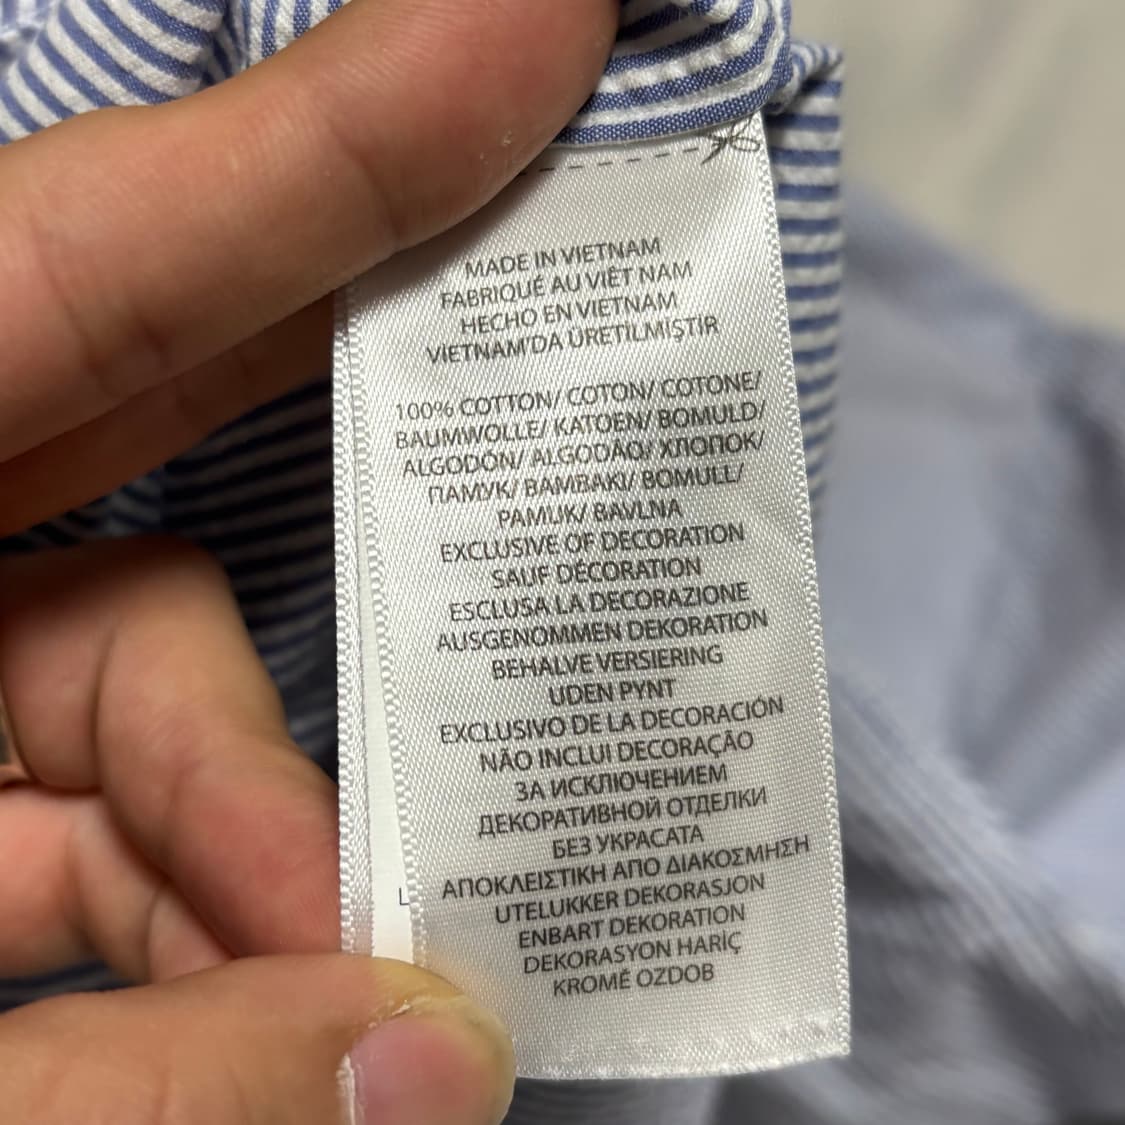 MADE IN VIETNAM
FABRIQUÉ AU VIÊT NAM
HECHO EN VIETNAM
VIETNAM'DA ÜRETILMIŞTIR
100% COTTON/ COTON/ COTONE/
BAUMWOLLE/ KATOEN/ BOMULD/
ALGODÓN/ ALGODÃO/ ХЛОПОК/
ПАМУК/ ΒΑΜΒΑΚΙ/ BOMULL/
PAMUK/ BAVLNA
EXCLUSIVE OF DECORATION
SAUF DÉCORATION
ESCLUSA LA DECORAZIONE
AUSGENOMMEN DEKORATION
BEHALVE VERSIERING
UDEN PYNT
EXCLUSIVO DE LA DECORACIÓN
NÃO INCLUI DECORAÇÃO
ЗА ИСКЛЮЧЕНИЕМ
ДЕКОРАТИВНОЙ ОТДЕЛКИ
БЕЗ УКРАСАТА
ΑΠΟΚΛΕΙΣΤΙΚΗ ΑΠΟ ΔΙΑΚΟΣΜΗΣΗ
UTELUKKER DEKORASJON
ENBART DEKORATION
DEKORASYON HARİÇ
KROMĚ OZDOB